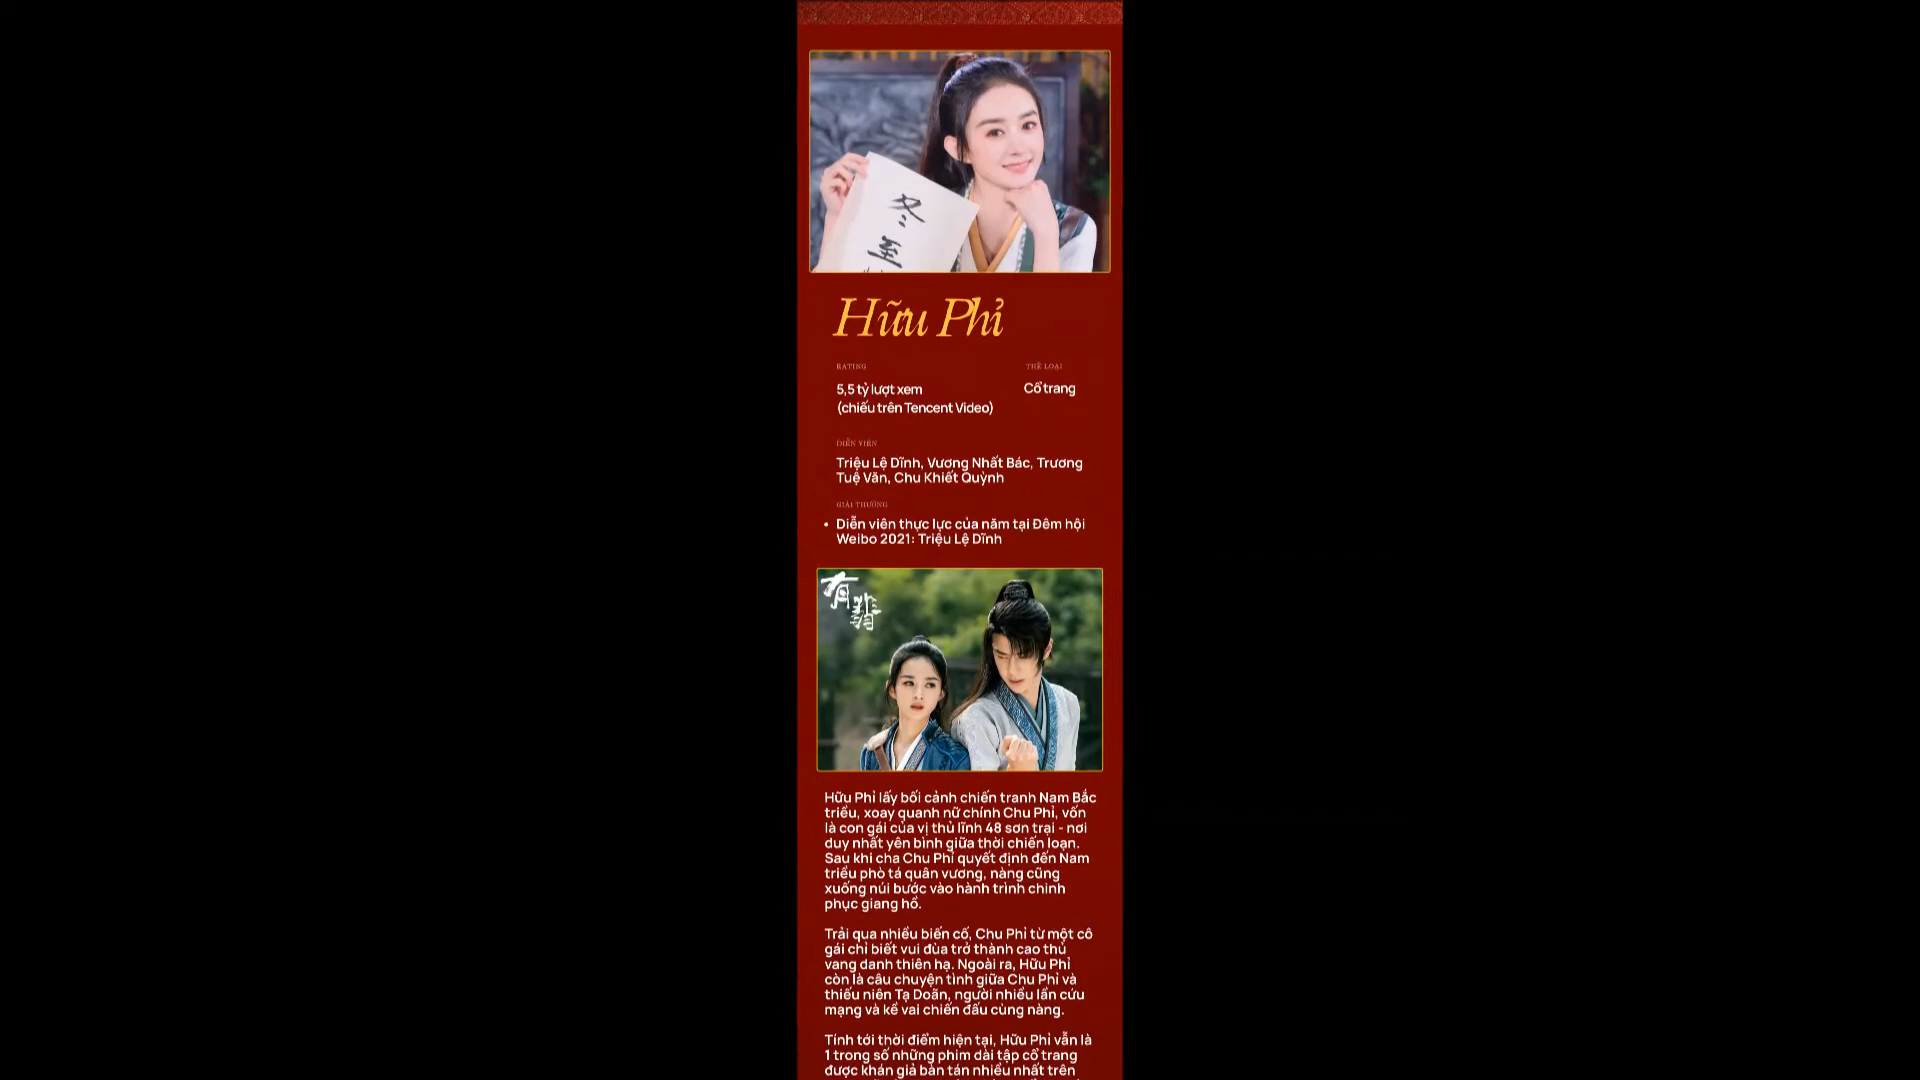 冬
至
Hữu Phỉ
RATING
THỂ LOẠI
5,5 tỷ lượt xem
Cổ trang
(chiếu trên Tencent Video)
DIỄN VIÊN
Triệu Lệ Dĩnh, Vương Nhất Bác, Trương
Tuệ Văn, Chu Khiết Quỳnh
GIẢI THƯỞNG
• Diễn viên thực lực của năm tại Đêm hội
Weibo 2021: Triệu Lệ Dĩnh
有翡
Hữu Phỉ lấy bối cảnh chiến tranh Nam Bắc
triều, xoay quanh nữ chính Chu Phỉ, vốn
là con gái của vị thủ lĩnh 48 sơn trại - nơi
duy nhất yên bình giữa thời chiến loạn.
Sau khi cha Chu Phỉ quyết định đến Nam
triều phò tá quân vương, nàng cũng
xuống núi bước vào hành trình chinh
phục giang hồ.
Trải qua nhiều biến cố, Chu Phỉ từ một cô
gái chỉ biết vui đùa trở thành cao thủ
vang danh thiên hạ. Ngoài ra, Hữu Phỉ
còn là câu chuyện tình giữa Chu Phỉ và
thiếu niên Tạ Doãn, người nhiều lần cứu
mạng và kề vai chiến đấu cùng nàng.
Tính tới thời điểm hiện tại, Hữu Phỉ vẫn là
1 trong số những phim dài tập cổ trang
được khán giả bàn tán nhiều nhất trên